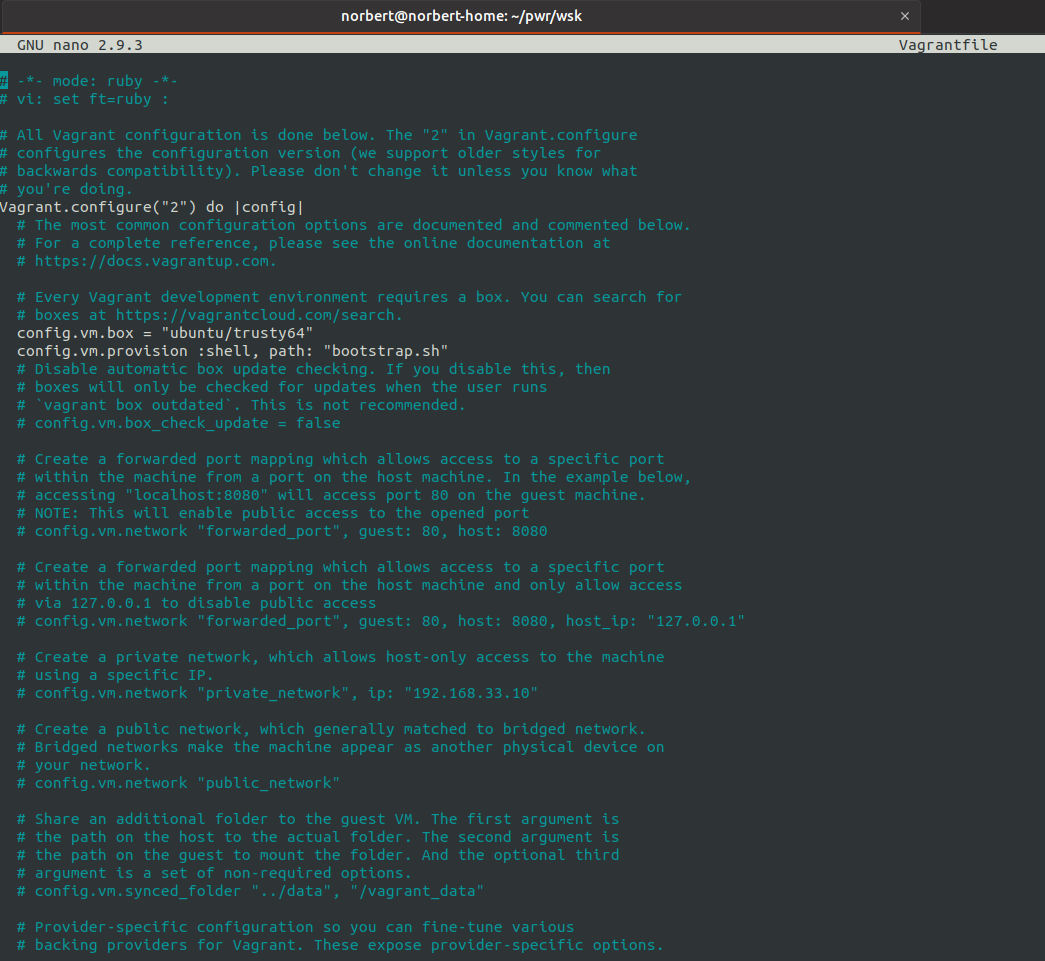 norbert@norbert-home: ~/pwr/wsk
GNU nano 2.9.3 Vagrantfile
# -*- mode: ruby -*-
# vi: set ft=ruby :
# All Vagrant configuration is done below. The "2" in Vagrant.configure
# configures the configuration version (we support older styles for
# backwards compatibility). Please don't change it unless you know what
# you're doing.
Vagrant.configure("2") do |config|
# The most common configuration options are documented and commented below.
# For a complete reference, please see the online documentation at
# https://docs.vagrantup.com.
# Every Vagrant development environment requires a box. You can search for
# boxes at https://vagrantcloud.com/search.
config.vm.box = "ubuntu/trusty64"
config.vm.provision :shell, path: "bootstrap.sh"
# Disable automatic box update checking. If you disable this, then
# boxes will only be checked for updates when the user runs
# `vagrant box outdated`. This is not recommended.
# config.vm.box_check_update = false
# Create a forwarded port mapping which allows access to a specific port
# within the machine from a port on the host machine. In the example below,
# accessing "localhost:8080" will access port 80 on the guest machine.
# NOTE: This will enable public access to the opened port
# config.vm.network "forwarded_port", guest: 80, host: 8080
# Create a forwarded port mapping which allows access to a specific port
# within the machine from a port on the host machine and only allow access
# via 127.0.0.1 to disable public access
# config.vm.network "forwarded_port", guest: 80, host: 8080, host_ip: "127.0.0.1"
# Create a private network, which allows host-only access to the machine
# using a specific IP.
# config.vm.network "private_network", ip: "192.168.33.10"
# Create a public network, which generally matched to bridged network.
# Bridged networks make the machine appear as another physical device on
# your network.
# config.vm.network "public_network"
# Share an additional folder to the guest VM. The first argument is
# the path on the host to the actual folder. The second argument is
# the path on the guest to mount the folder. And the optional third
# argument is a set of non-required options.
# config.vm.synced_folder "../data", "/vagrant_data"
# Provider-specific configuration so you can fine-tune various
# backing providers for Vagrant. These expose provider-specific options.